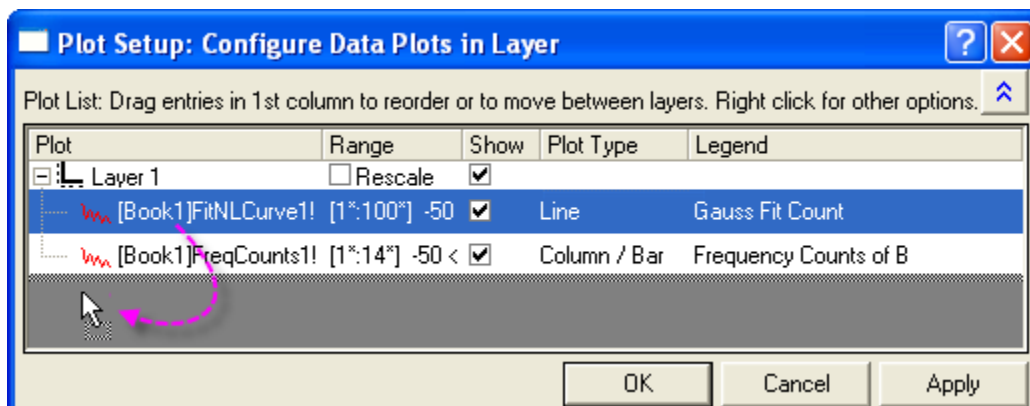 Plot Setup: Configure Data Plots in Layer
Plot List: Drag entries in 1st column to reorder or to move between layers. Right click for other options.
Plot Range Show Plot Type Legend
Layer 1 Rescale
[Book1]FitNLCurve1! [1*:100*] -50 Line Gauss Fit Count
[Book1]FreqCounts1! [1*:14*] -50 < Column / Bar Frequency Counts of B
OK Cancel Apply